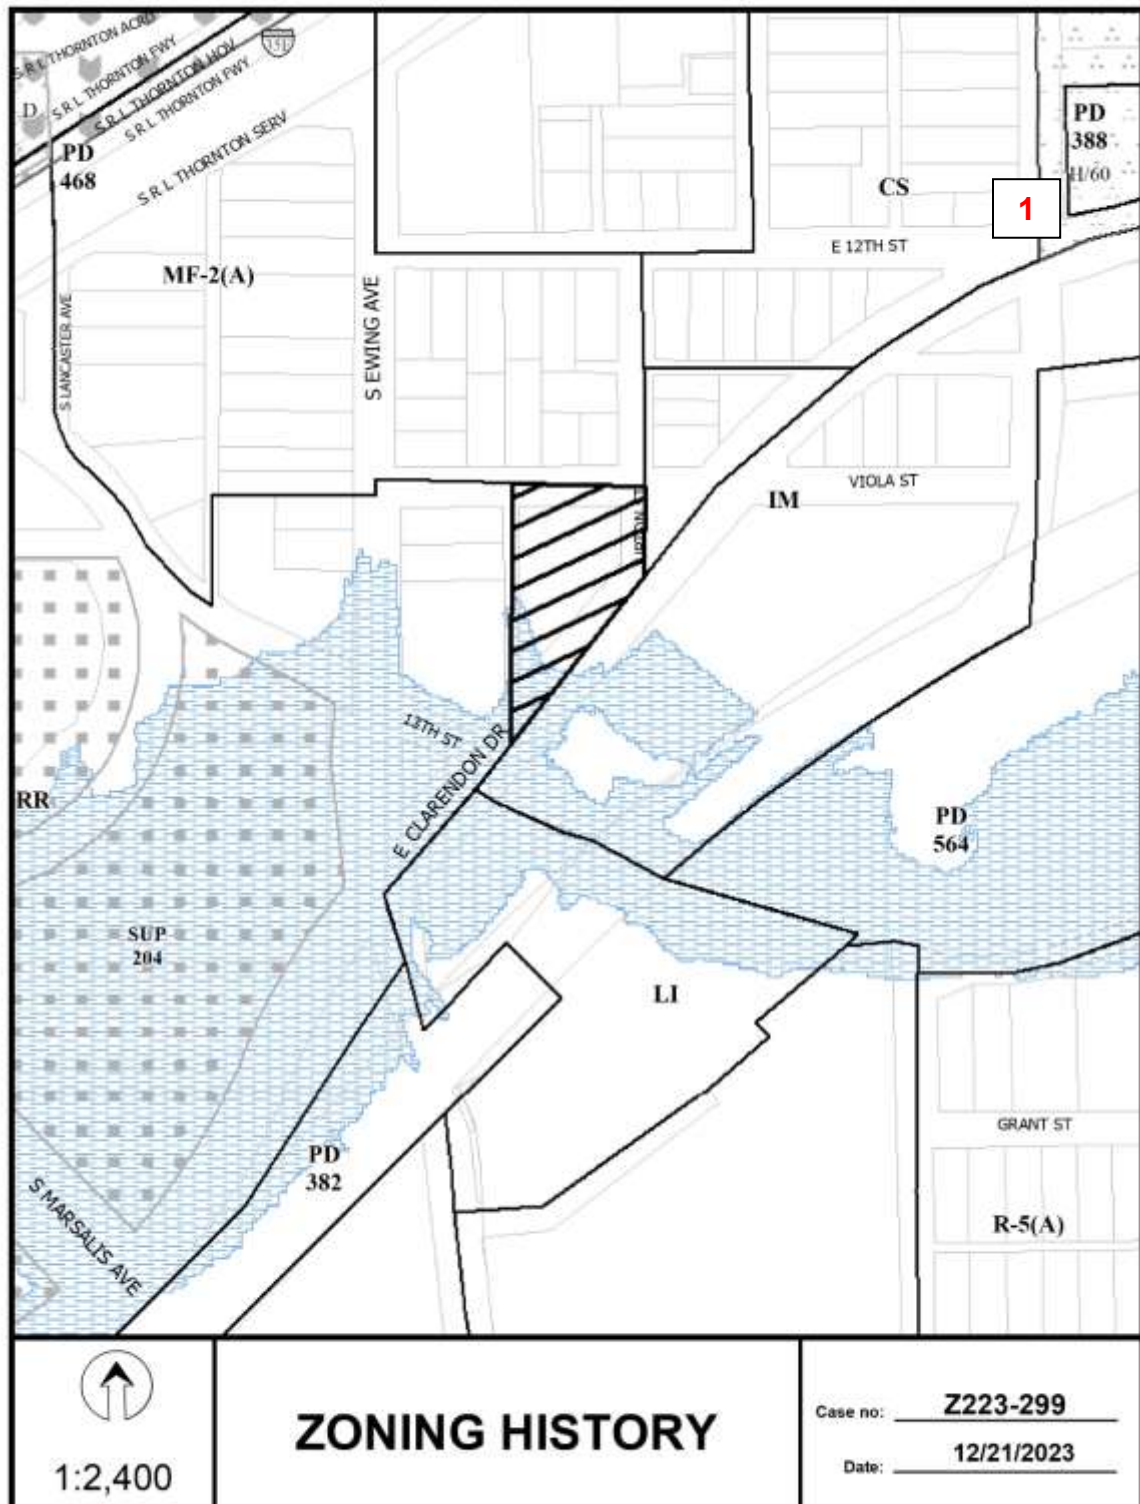 S R L THORNTON ACRD
S R L THORNTON FWY
S R L THORNTON HOV
S R L THORNTON FWY
S R L THORNTON SERV
D
PD
468
PD
388
H/60
CS
1
E 12TH ST
MF-2(A)
S LANCASTER AVE
S EWING AVE
VIOLA ST
IM
13TH ST
E CLARENDON DR
RR
PD
564
SUP
204
LI
GRANT ST
PD
382
S MARSALIS AVE
R-5(A)
1:2,400
ZONING HISTORY
Case no: Z223-299
Date: 12/21/2023